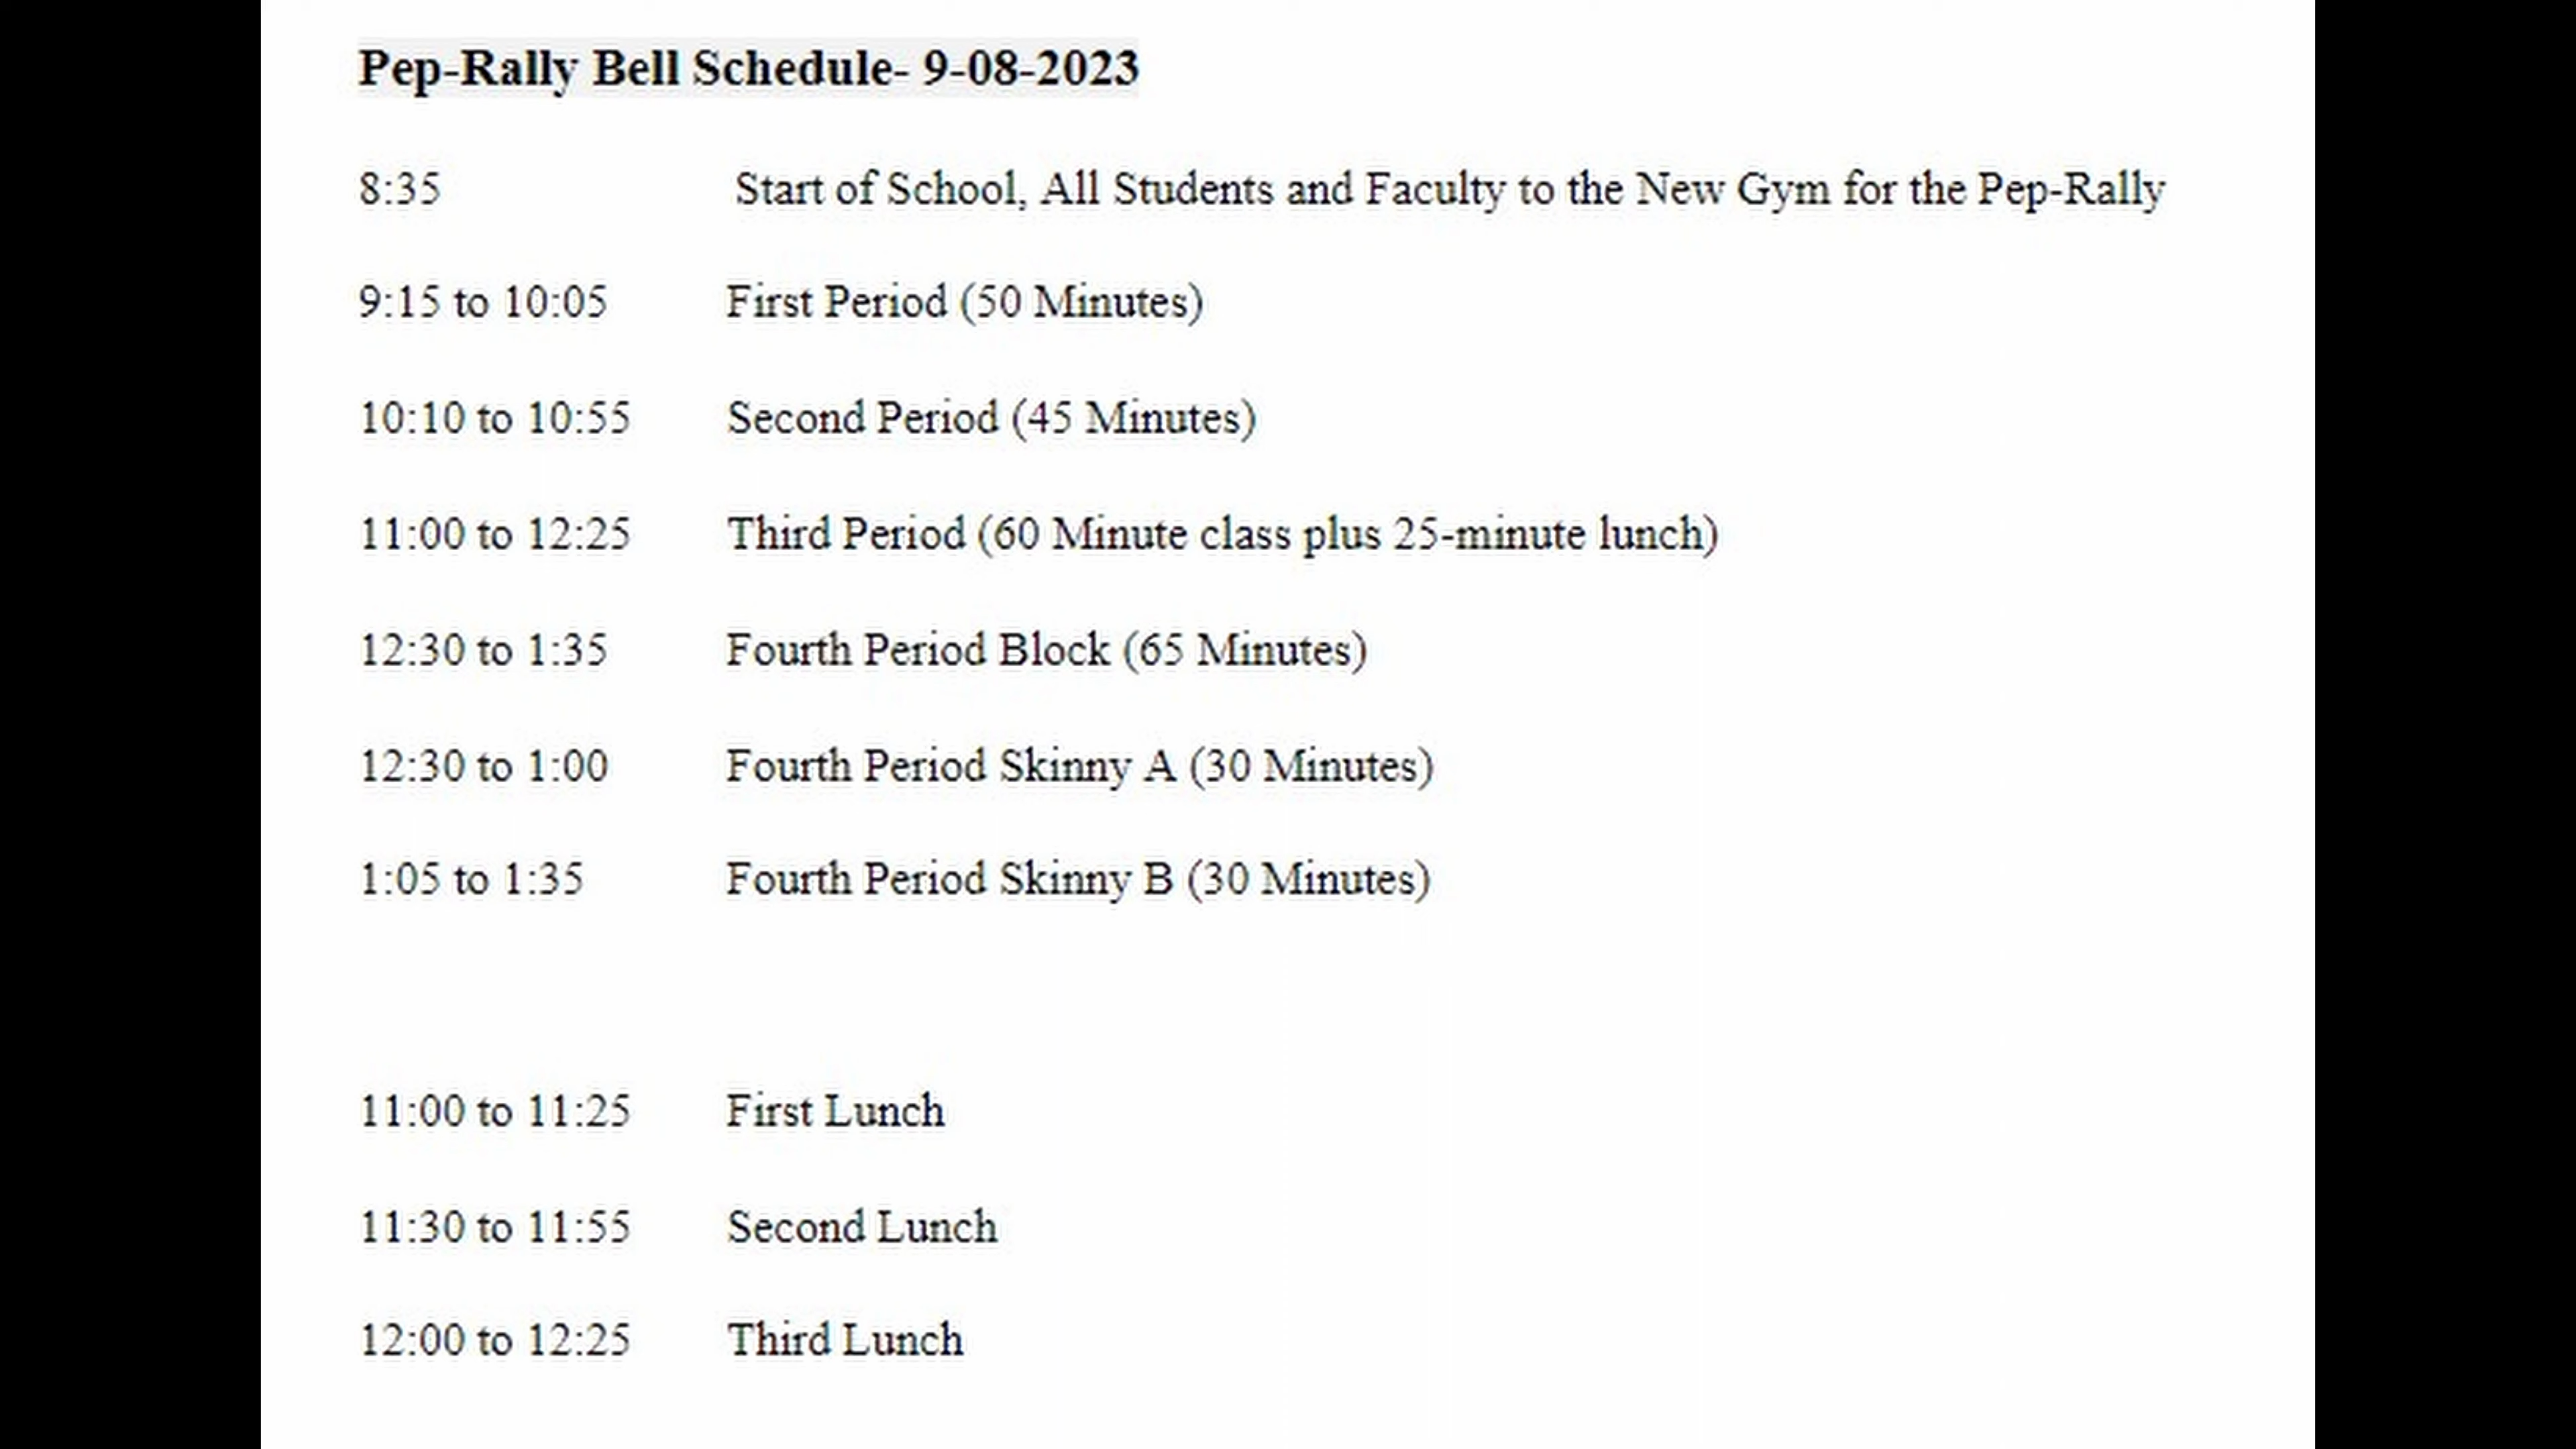 Pep-Rally Bell Schedule- 9-08-2023
8:35 Start of School, All Students and Faculty to the New Gym for the Pep-Rally
9:15 to 10:05 First Period (50 Minutes)
10:10 to 10:55 Second Period (45 Minutes)
11:00 to 12:25 Third Period (60 Minute class plus 25-minute lunch)
12:30 to 1:35 Fourth Period Block (65 Minutes)
12:30 to 1:00 Fourth Period Skinny A (30 Minutes)
1:05 to 1:35 Fourth Period Skinny B (30 Minutes)
11:00 to 11:25 First Lunch
11:30 to 11:55 Second Lunch
12:00 to 12:25 Third Lunch